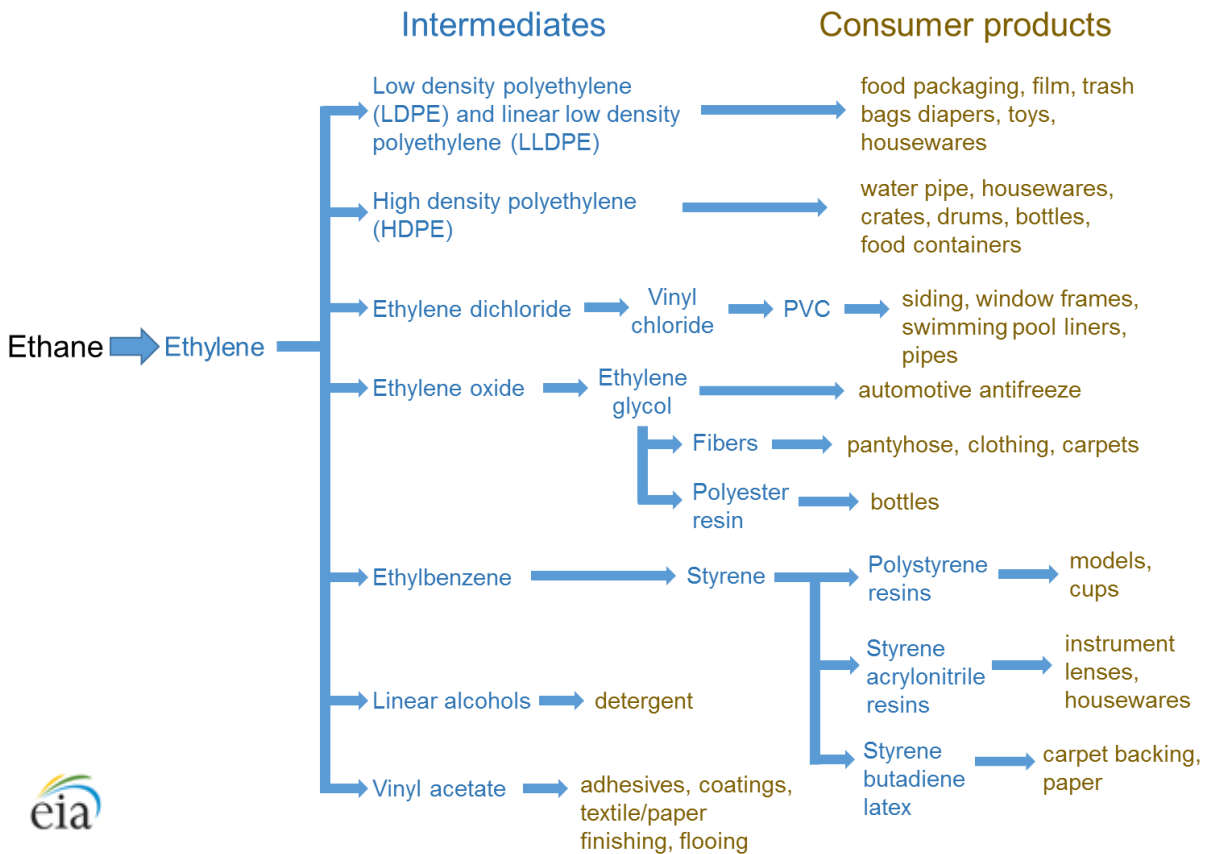 Intermediates
Consumer products
Low density polyethylene
(LDPE) and linear low density
polyethylene (LLDPE)
food packaging, film, trash
bags diapers, toys,
housewares
High density polyethylene
(HDPE)
water pipe, housewares,
crates, drums, bottles,
food containers
Ethane
Ethylene
Ethylene dichloride
Vinyl
chloride
PVC
siding, window frames,
swimming pool liners,
pipes
Ethylene oxide
Ethylene
glycol
automotive antifreeze
Fibers
pantyhose, clothing, carpets
Polyester
resin
bottles
Ethylbenzene
Styrene
Polystyrene
resins
models,
cups
Styrene
acrylonitrile
resins
instrument
lenses,
housewares
Styrene
butadiene
latex
carpet backing,
paper
Linear alcohols
detergent
Vinyl acetate
adhesives, coatings,
textile/paper
finishing, flooing
eia